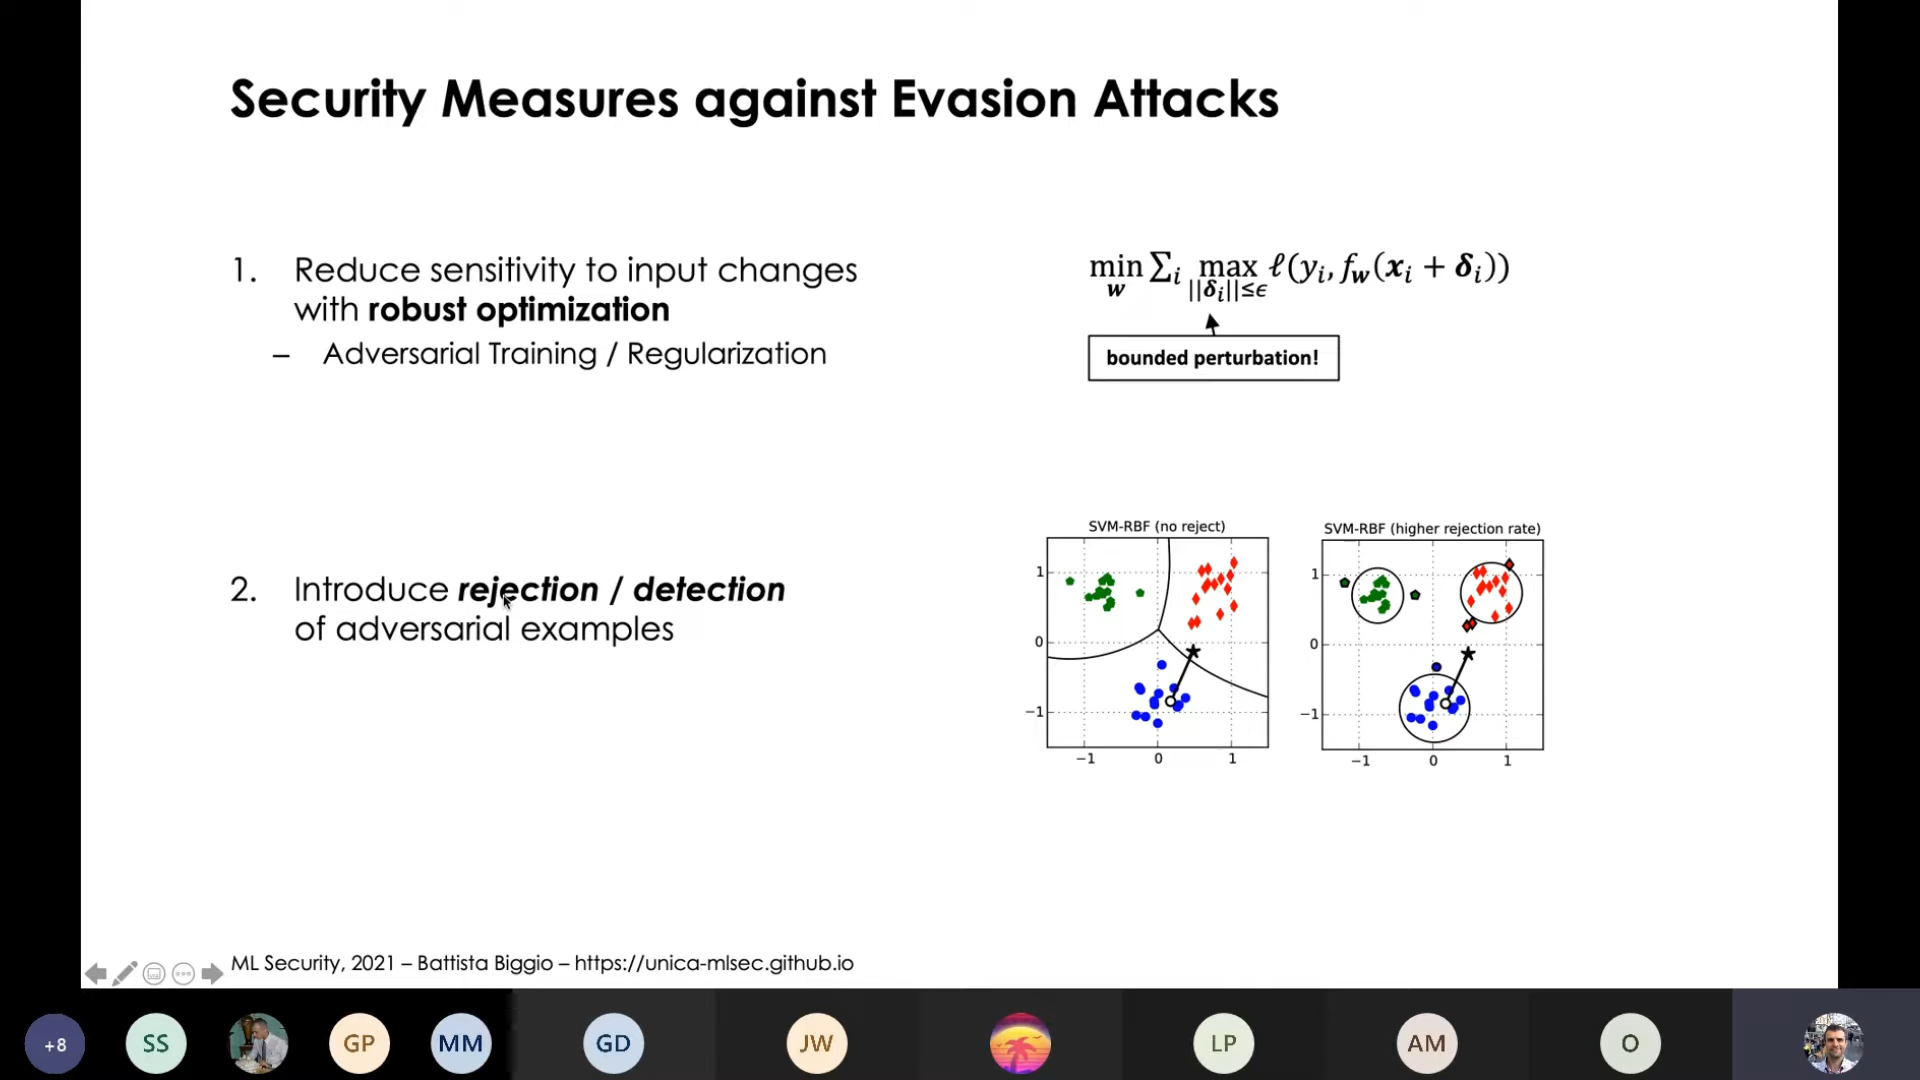 Security Measures against Evasion Attacks
1. Reduce sensitivity to input changes
with robust optimization
– Adversarial Training / Regularization
min Σᵢ max ℓ(yᵢ, f𝒘(𝒙ᵢ + 𝜹ᵢ))
𝒘 ||𝜹ᵢ||≤ϵ
bounded perturbation!
2. Introduce rejection / detection
of adversarial examples
SVM-RBF (no reject)
1
0
−1
−1 0 1
SVM-RBF (higher rejection rate)
1
0
−1
−1 0 1
ML Security, 2021 – Battista Biggio – https://unica-mlsec.github.io
+8 SS GP MM GD JW LP AM O